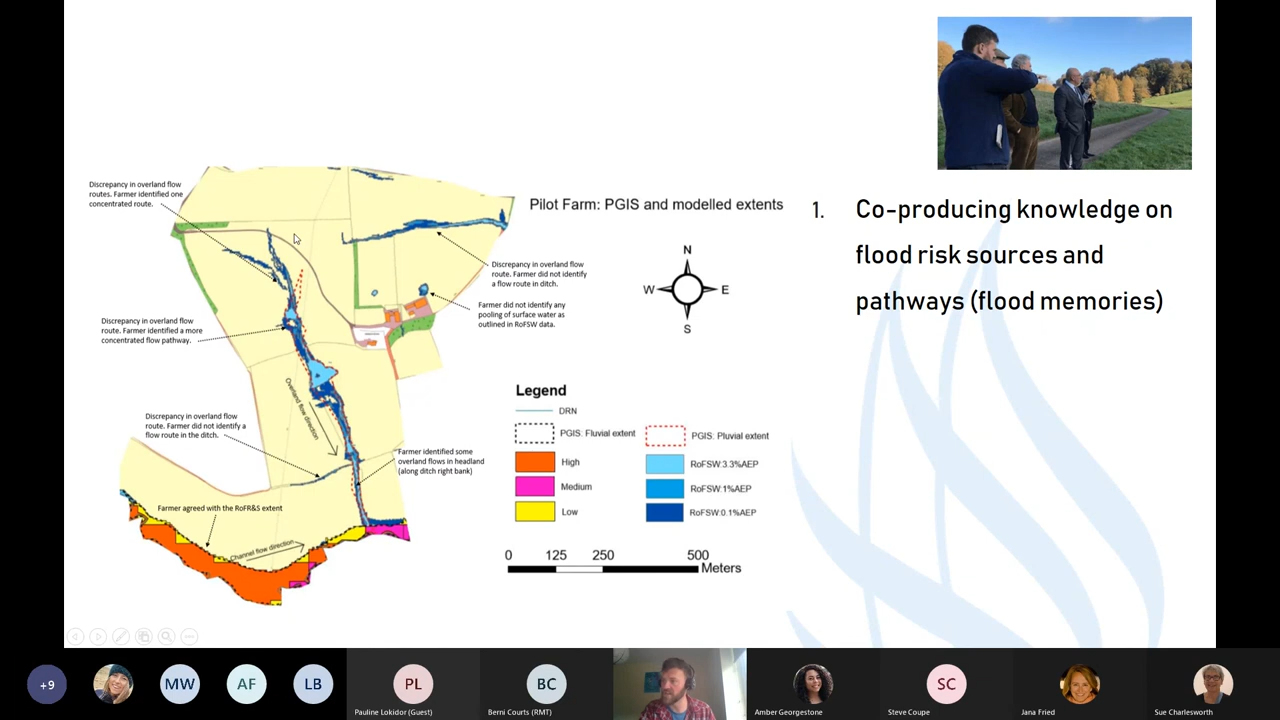 Discrepancy in overland flow
routes. Farmer identified one
concentrated route.
Pilot Farm: PGIS and modelled extents
1. Co-producing knowledge on
flood risk sources and
pathways (flood memories)
N
W
E
S
Discrepancy in overland flow
route. Farmer did not identify
a flow route in ditch.
Farmer did not identify any
pooling of surface water as
outlined in RoFSW data.
Discrepancy in overland flow
route. Farmer identified a more
concentrated flow pathway.
Overland flow direction
Discrepancy in overland flow
route. Farmer did not identify a
flow route in the ditch.
Farmer identified some
overland flows in headland
(along ditch right bank)
Farmer agreed with the RoFR&S extent
Channel flow direction
Legend
DRN
PGIS: Fluvial extent
High
Medium
Low
PGIS: Pluvial extent
RoFSW:3.3%AEP
RoFSW:1%AEP
RoFSW:0.1%AEP
0 125 250 500
Meters
+9
MW
AF
LB
PL
Pauline Lokidor (Guest)
BC
Berni Courts (RMT)
Amber Georgestone
SC
Steve Coupe
Jana Fried
Sue Charlesworth